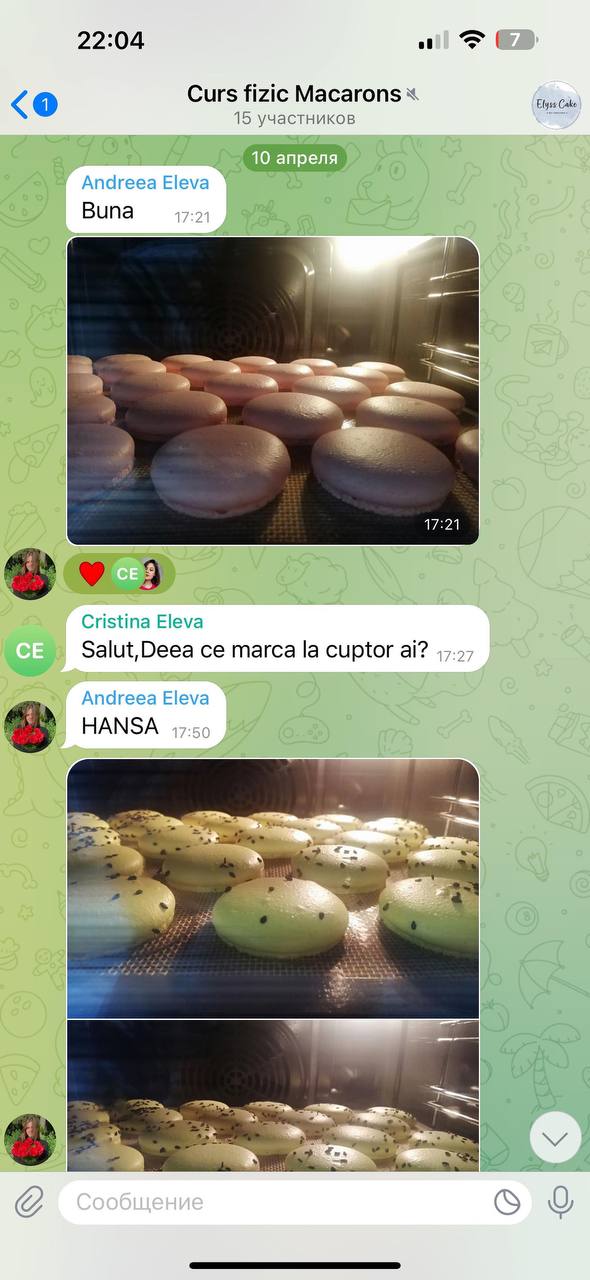 22:04
7
1
Curs fizic Macarons
15 участников
Elyss Cake
10 апреля
Andreea Eleva
Buna 17:21
17:21
CE
Cristina Eleva
CE
Salut,Deea ce marca la cuptor ai? 17:27
Andreea Eleva
HANSA 17:50
Сообщение